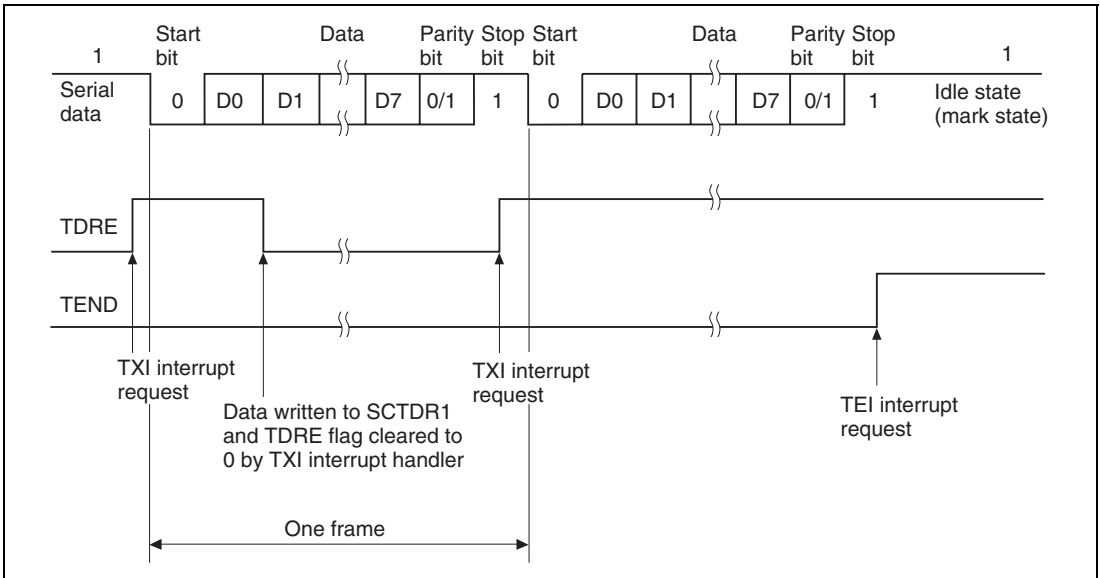 Start bit Data Parity bit Stop bit Start bit Data Parity bit Stop bit
1 1
Serial data 0 D0 D1 D7 0/1 1 0 D0 D1 D7 0/1 1 Idle state (mark state)
TDRE
TEND
TXI interrupt request
TXI interrupt request
Data written to SCTDR1
and TDRE flag cleared to
0 by TXI interrupt handler
TEI interrupt
request
One frame